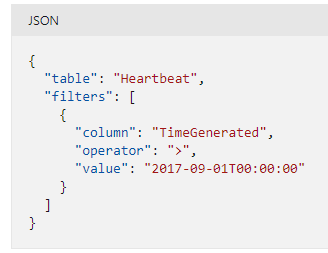 JSON
{
  "table": "Heartbeat",
  "filters": [
    {
      "column": "TimeGenerated",
      "operator": ">",
      "value": "2017-09-01T00:00:00"
    }
  ]
}